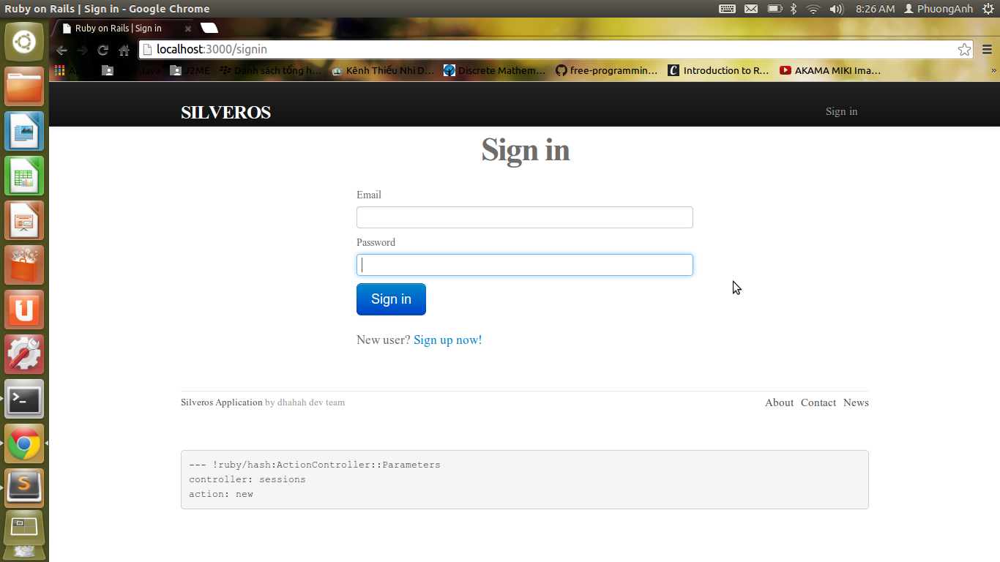 Ruby on Rails | Sign in - Google Chrome
8:26 AM PhuongAnh
Ruby on Rails | Sign in
localhost:3000/signin
Java J2ME Danh sách tổng h... Kênh Thiếu Nhi D... Discrete Mathem... free-programmin... Introduction to R... AKAMA MIKI Ima... »
SILVEROS
Sign in
Sign in
Email
Password
Sign in
New user? Sign up now!
Silveros Application by dhahah dev team
About Contact News
--- !ruby/hash:ActionController::Parameters
controller: sessions
action: new